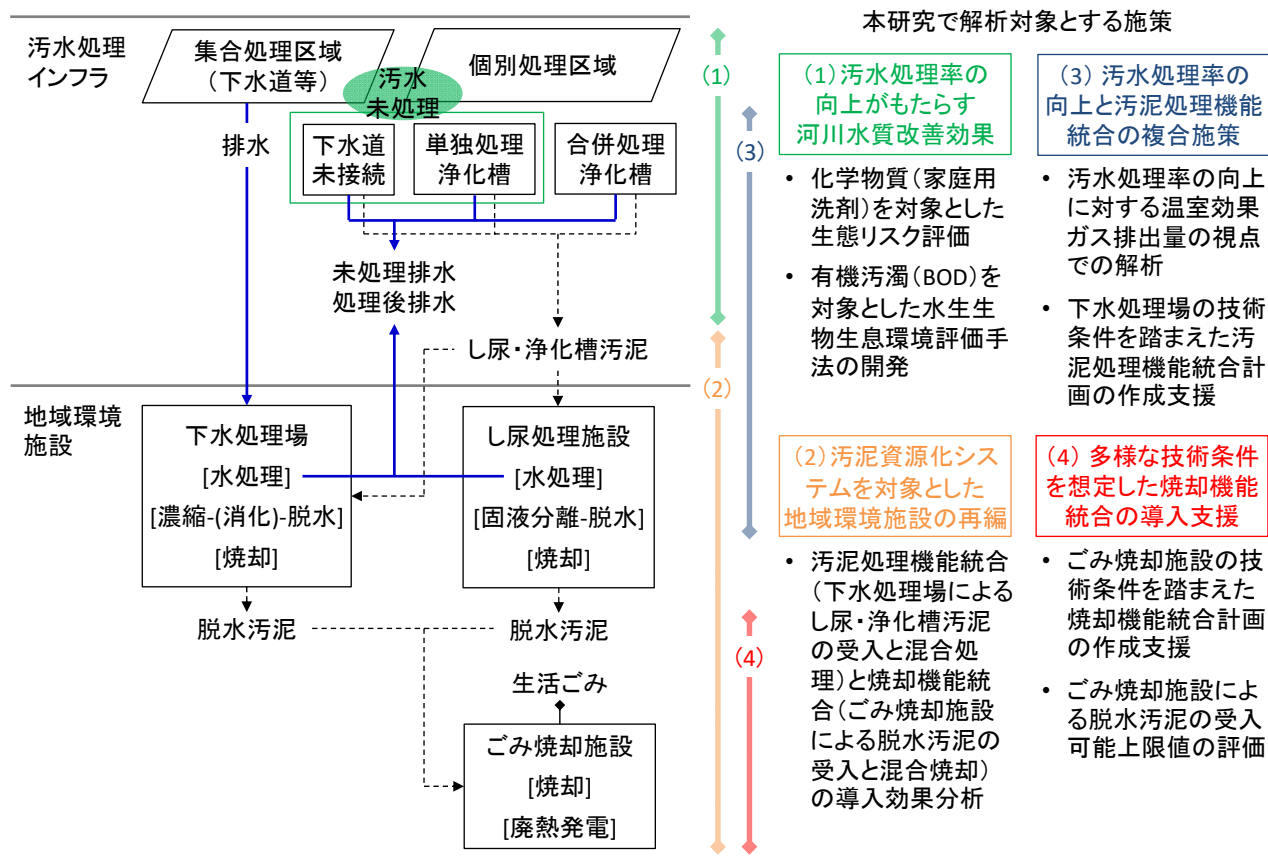 汚水処理
インフラ
集合処理区域
（下水道等）
個別処理区域
汚水
未処理
排水
下水道
未接続
単独処理
浄化槽
合併処理
浄化槽
未処理排水
処理後排水
し尿・浄化槽汚泥
地域環境
施設
下水処理場
[水処理]
[濃縮-(消化)-脱水]
[焼却]
し尿処理施設
[水処理]
[固液分離-脱水]
[焼却]
脱水汚泥
脱水汚泥
生活ごみ
ごみ焼却施設
[焼却]
[廃熱発電]
(1)
(3)
(2)
(4)
本研究で解析対象とする施策
（1）汚水処理率の
向上がもたらす
河川水質改善効果
• 化学物質（家庭用
洗剤）を対象とした
生態リスク評価
• 有機汚濁（BOD）を
対象とした水生生
物生息環境評価手
法の開発
（3）汚水処理率の
向上と汚泥処理機能
統合の複合施策
• 汚水処理率の向上
に対する温室効果
ガス排出量の視点
での解析
• 下水処理場の技術
条件を踏まえた汚
泥処理機能統合計
画の作成支援
（2）汚泥資源化シス
テムを対象とした
地域環境施設の再編
• 汚泥処理機能統合
（下水処理場による
し尿・浄化槽汚泥
の受入と混合処
理）と焼却機能統
合（ごみ焼却施設
による脱水汚泥の
受入と混合焼却）
の導入効果分析
（4）多様な技術条件
を想定した焼却機能
統合の導入支援
• ごみ焼却施設の技
術条件を踏まえた
焼却機能統合計画
の作成支援
• ごみ焼却施設によ
る脱水汚泥の受入
可能上限値の評価